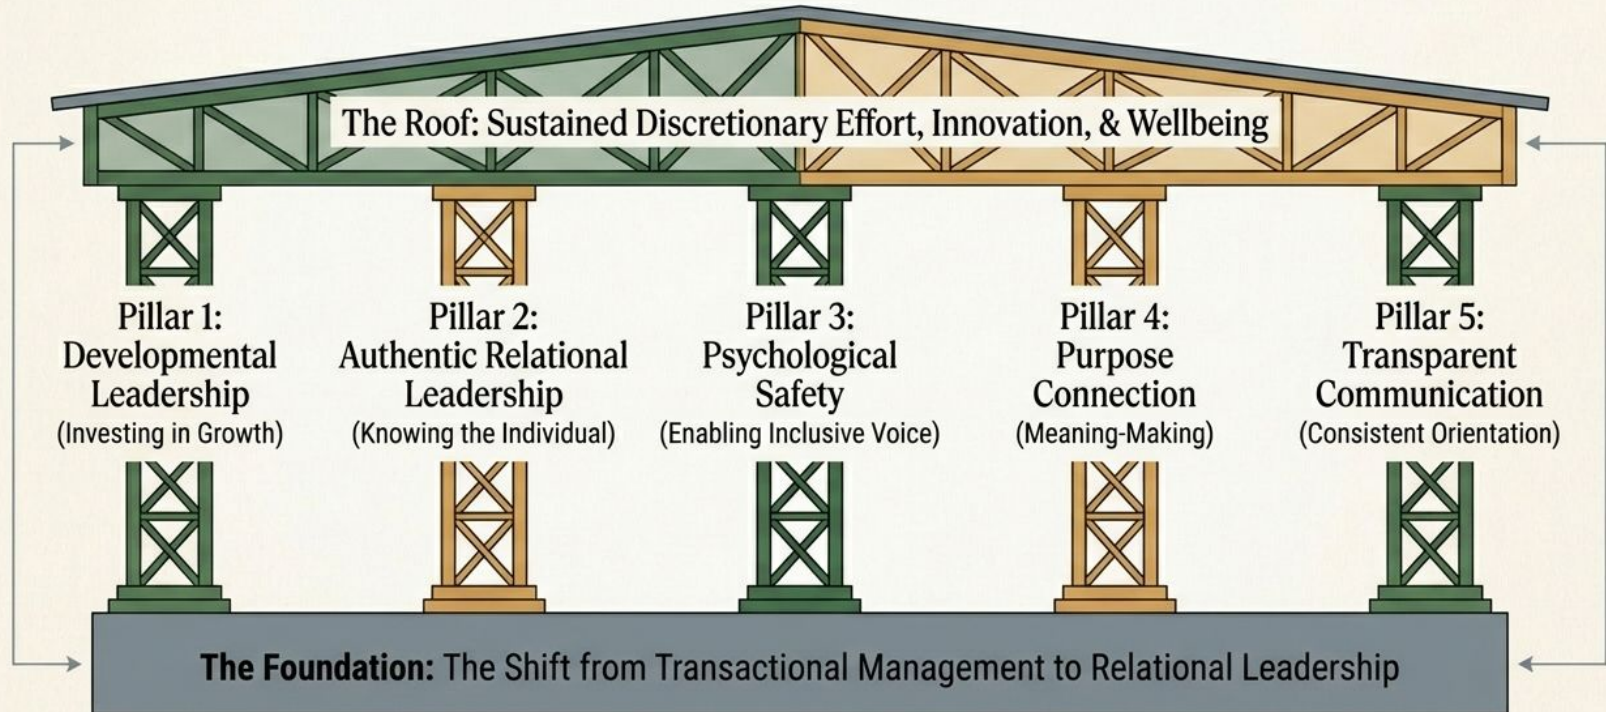 The Roof: Sustained Discretionary Effort, Innovation, & Wellbeing
Pillar 1:
Developmental
Leadership
(Investing in Growth)
Pillar 2:
Authentic Relational
Leadership
(Knowing the Individual)
Pillar 3:
Psychological
Safety
(Enabling Inclusive Voice)
Pillar 4:
Purpose
Connection
(Meaning-Making)
Pillar 5:
Transparent
Communication
(Consistent Orientation)
The Foundation: The Shift from Transactional Management to Relational Leadership